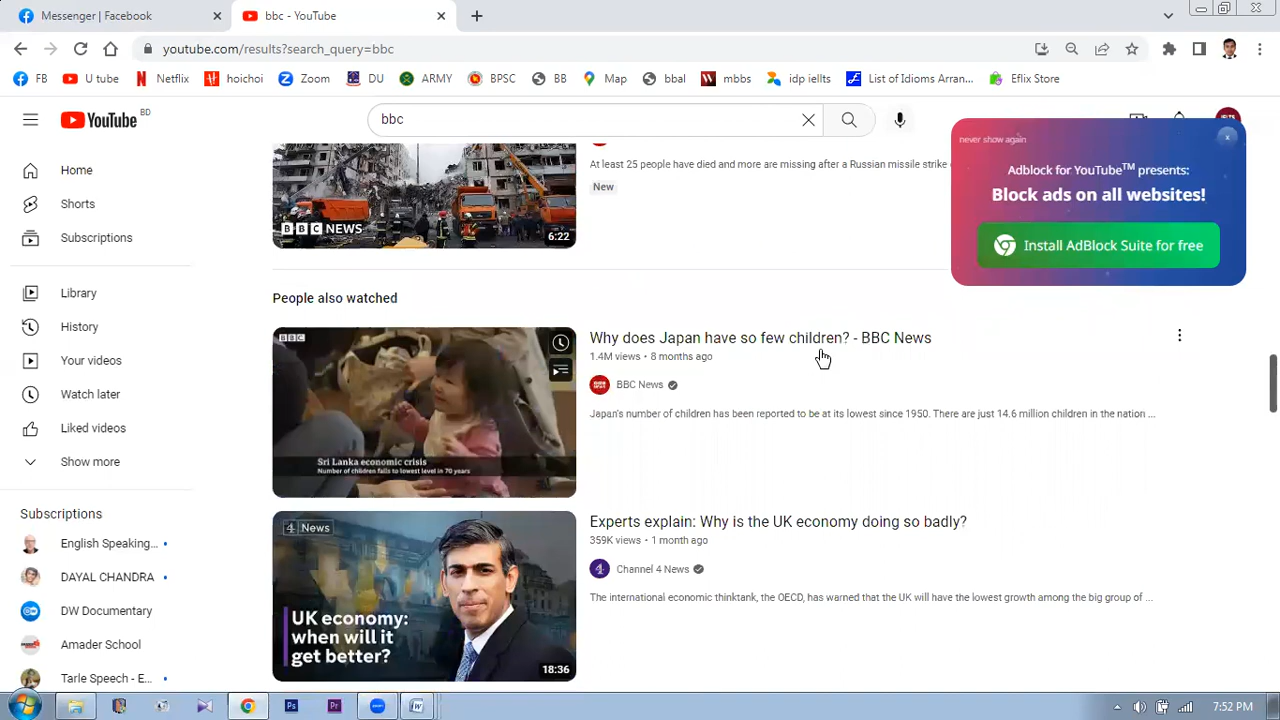 Messenger | Facebook
bbc - YouTube
youtube.com/results?search_query=bbc
FB
U tube
Netflix
hoichoi
Zoom
DU
ARMY
BPSC
BB
Map
bbal
mbbs
idp ielts
List of Idioms Arran...
Eflix Store
YouTube BD
bbc
Home
Shorts
Subscriptions
Library
History
Your videos
Watch later
Liked videos
Show more
Subscriptions
English Speaking...
DAYAL CHANDRA
DW Documentary
Amader School
Tarle Speech - E...
BBC NEWS
6:22
At least 25 people have died and more are missing after a Russian missile strike
New
never show again
x
Adblock for YouTube™ presents:
Block ads on all websites!
Install AdBlock Suite for free
People also watched
BBC
Sri Lanka economic crisis
Number of children falls to lowest level in 70 years
Why does Japan have so few children? - BBC News
1.4M views • 8 months ago
BBC News
Japan's number of children has been reported to be at its lowest since 1950. There are just 14.6 million children in the nation ...
4 News
UK economy:
when will it
get better?
18:36
Experts explain: Why is the UK economy doing so badly?
359K views • 1 month ago
Channel 4 News
The international economic thinktank, the OECD, has warned that the UK will have the lowest growth among the big group of ...
Ps
Pr
7:52 PM